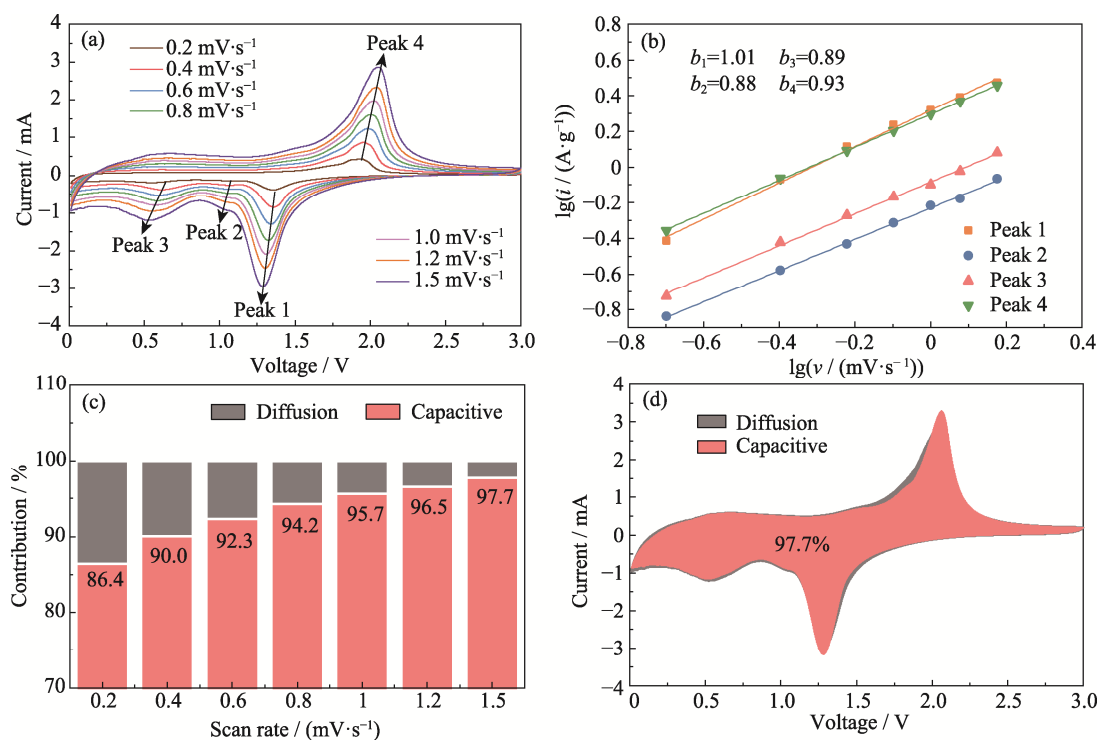 (a)
0.2 mV·s⁻¹
0.4 mV·s⁻¹
0.6 mV·s⁻¹
0.8 mV·s⁻¹
Peak 4
Peak 3
Peak 2
Peak 1
1.0 mV·s⁻¹
1.2 mV·s⁻¹
1.5 mV·s⁻¹
4
3
2
1
0
−1
−2
−3
−4
Current / mA
0 0.5 1.0 1.5 2.0 2.5 3.0
Voltage / V
(b)
b₁=1.01 b₃=0.89
b₂=0.88 b₄=0.93
Peak 1
Peak 2
Peak 3
Peak 4
0.8
0.6
0.4
0.2
0
−0.2
−0.4
−0.6
−0.8
lg(i / (A·g⁻¹))
−0.8 −0.6 −0.4 −0.2 0 0.2 0.4
lg(v / (mV·s⁻¹))
(c)
Diffusion Capacitive
110
100
90
80
70
Contribution / %
86.4 90.0 92.3 94.2 95.7 96.5 97.7
0.2 0.4 0.6 0.8 1 1.2 1.5
Scan rate / (mV·s⁻¹)
(d)
Diffusion
Capacitive
97.7%
4
3
2
1
0
−1
−2
−3
−4
Current / mA
0 0.5 1.0 1.5 2.0 2.5 3.0
Voltage / V